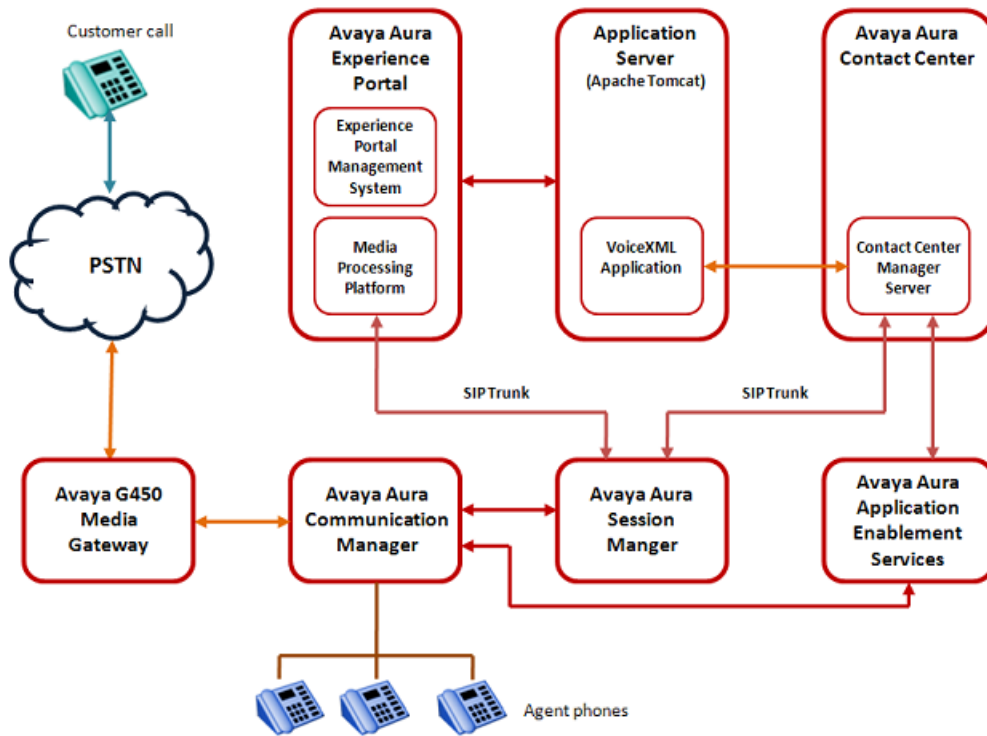 Customer call
Avaya Aura
Experience
Portal
Experience
Portal
Management
System
Media
Processing
Platform
Application
Server
(Apache Tomcat)
VoiceXML
Application
Avaya Aura
Contact Center
Contact Center
Manager
Server
PSTN
SIP Trunk
SIP Trunk
Avaya G450
Media
Gateway
Avaya Aura
Communication
Manager
Avaya Aura
Session
Manger
Avaya Aura
Application
Enablement
Services
Agent phones